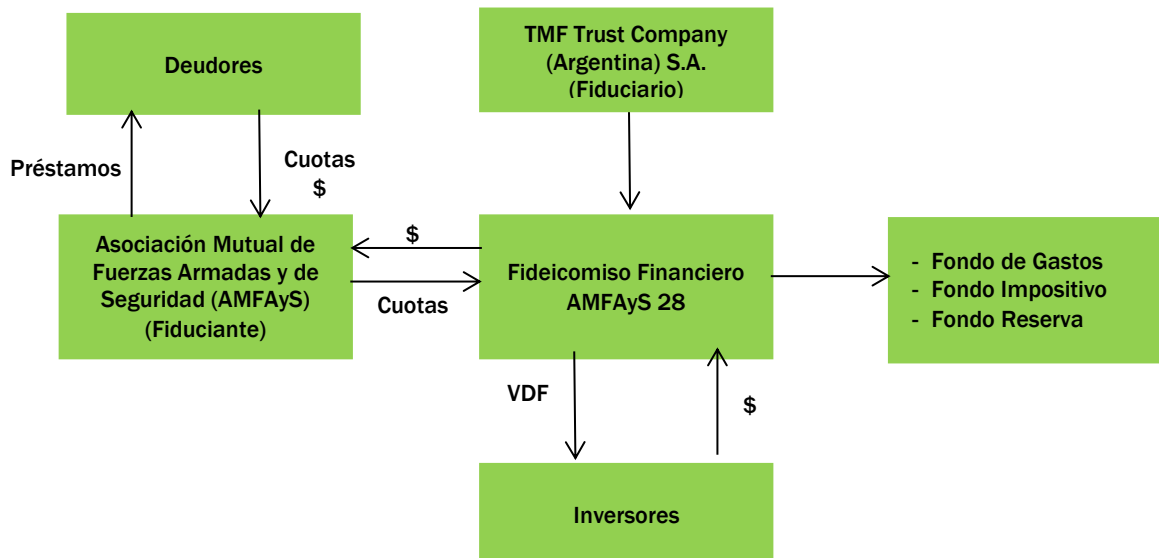 Deudores
TMF Trust Company
(Argentina) S.A.
(Fiduciario)
Préstamos
Cuotas
$
Asociación Mutual de
Fuerzas Armadas y de
Seguridad (AMFAyS)
(Fiduciante)
$
Cuotas
Fideicomiso Financiero
AMFAyS 28
- Fondo de Gastos
- Fondo Impositivo
- Fondo Reserva
VDF
$
Inversores